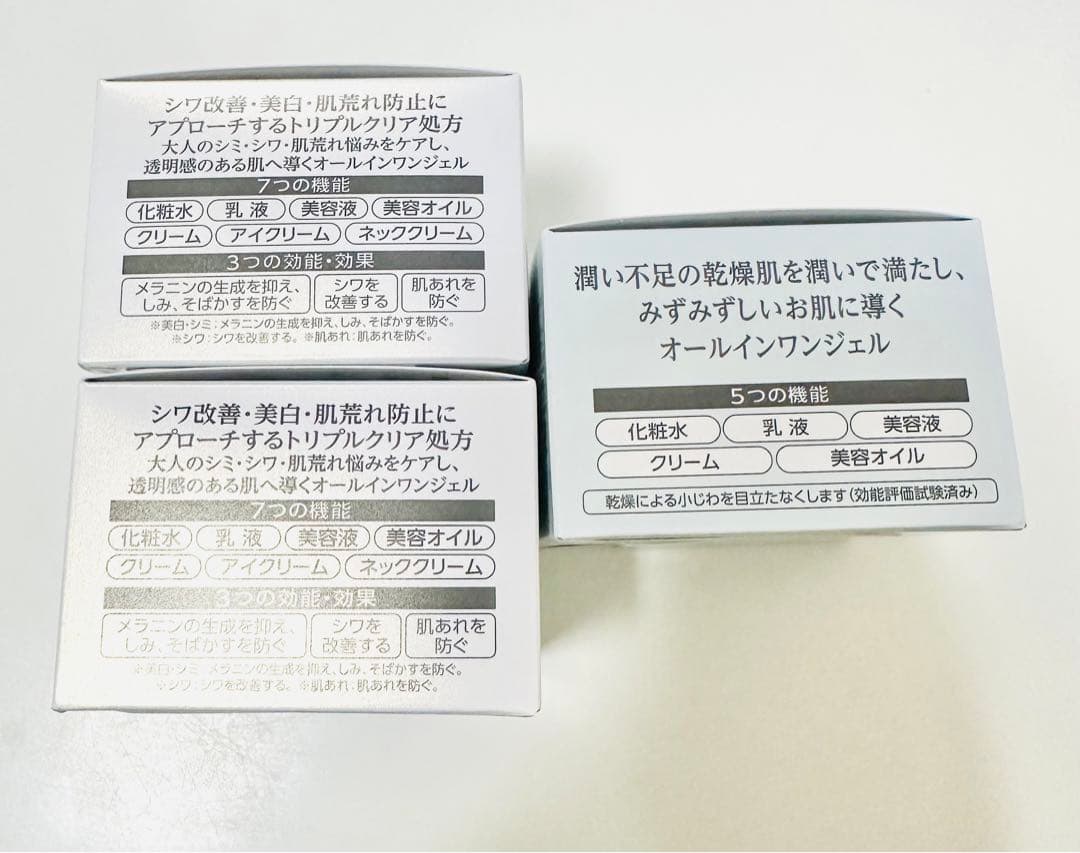 シワ改善・美白・肌荒れ防止に
アプローチするトリプルクリア処方
大人のシミ・シワ・肌荒れ悩みをケアし、
透明感のある肌へ導くオールインワンジェル
7つの機能
化粧水 乳液 美容液 美容オイル
クリーム アイクリーム ネッククリーム
3つの効能・効果
メラニンの生成を抑え、
しみ、そばかすを防ぐ
シワを
改善する
肌あれを
防ぐ
※美白・シミ:メラニンの生成を抑え、しみ、そばかすを防ぐ。
※シワ:シワを改善する。※肌あれ:肌あれを防ぐ。
シワ改善・美白・肌荒れ防止に
アプローチするトリプルクリア処方
大人のシミ・シワ・肌荒れ悩みをケアし、
透明感のある肌へ導くオールインワンジェル
7つの機能
化粧水 乳液 美容液 美容オイル
クリーム アイクリーム ネッククリーム
3つの効能・効果
メラニンの生成を抑え、
しみ、そばかすを防ぐ
シワを
改善する
肌あれを
防ぐ
※美白・シミ:メラニンの生成を抑え、しみ、そばかすを防ぐ。
※シワ:シワを改善する。※肌あれ:肌あれを防ぐ。
潤い不足の乾燥肌を潤いで満たし、
みずみずしいお肌に導く
オールインワンジェル
5つの機能
化粧水 乳液 美容液
クリーム 美容オイル
乾燥による小じわを目立たなくします(効能評価試験済み)